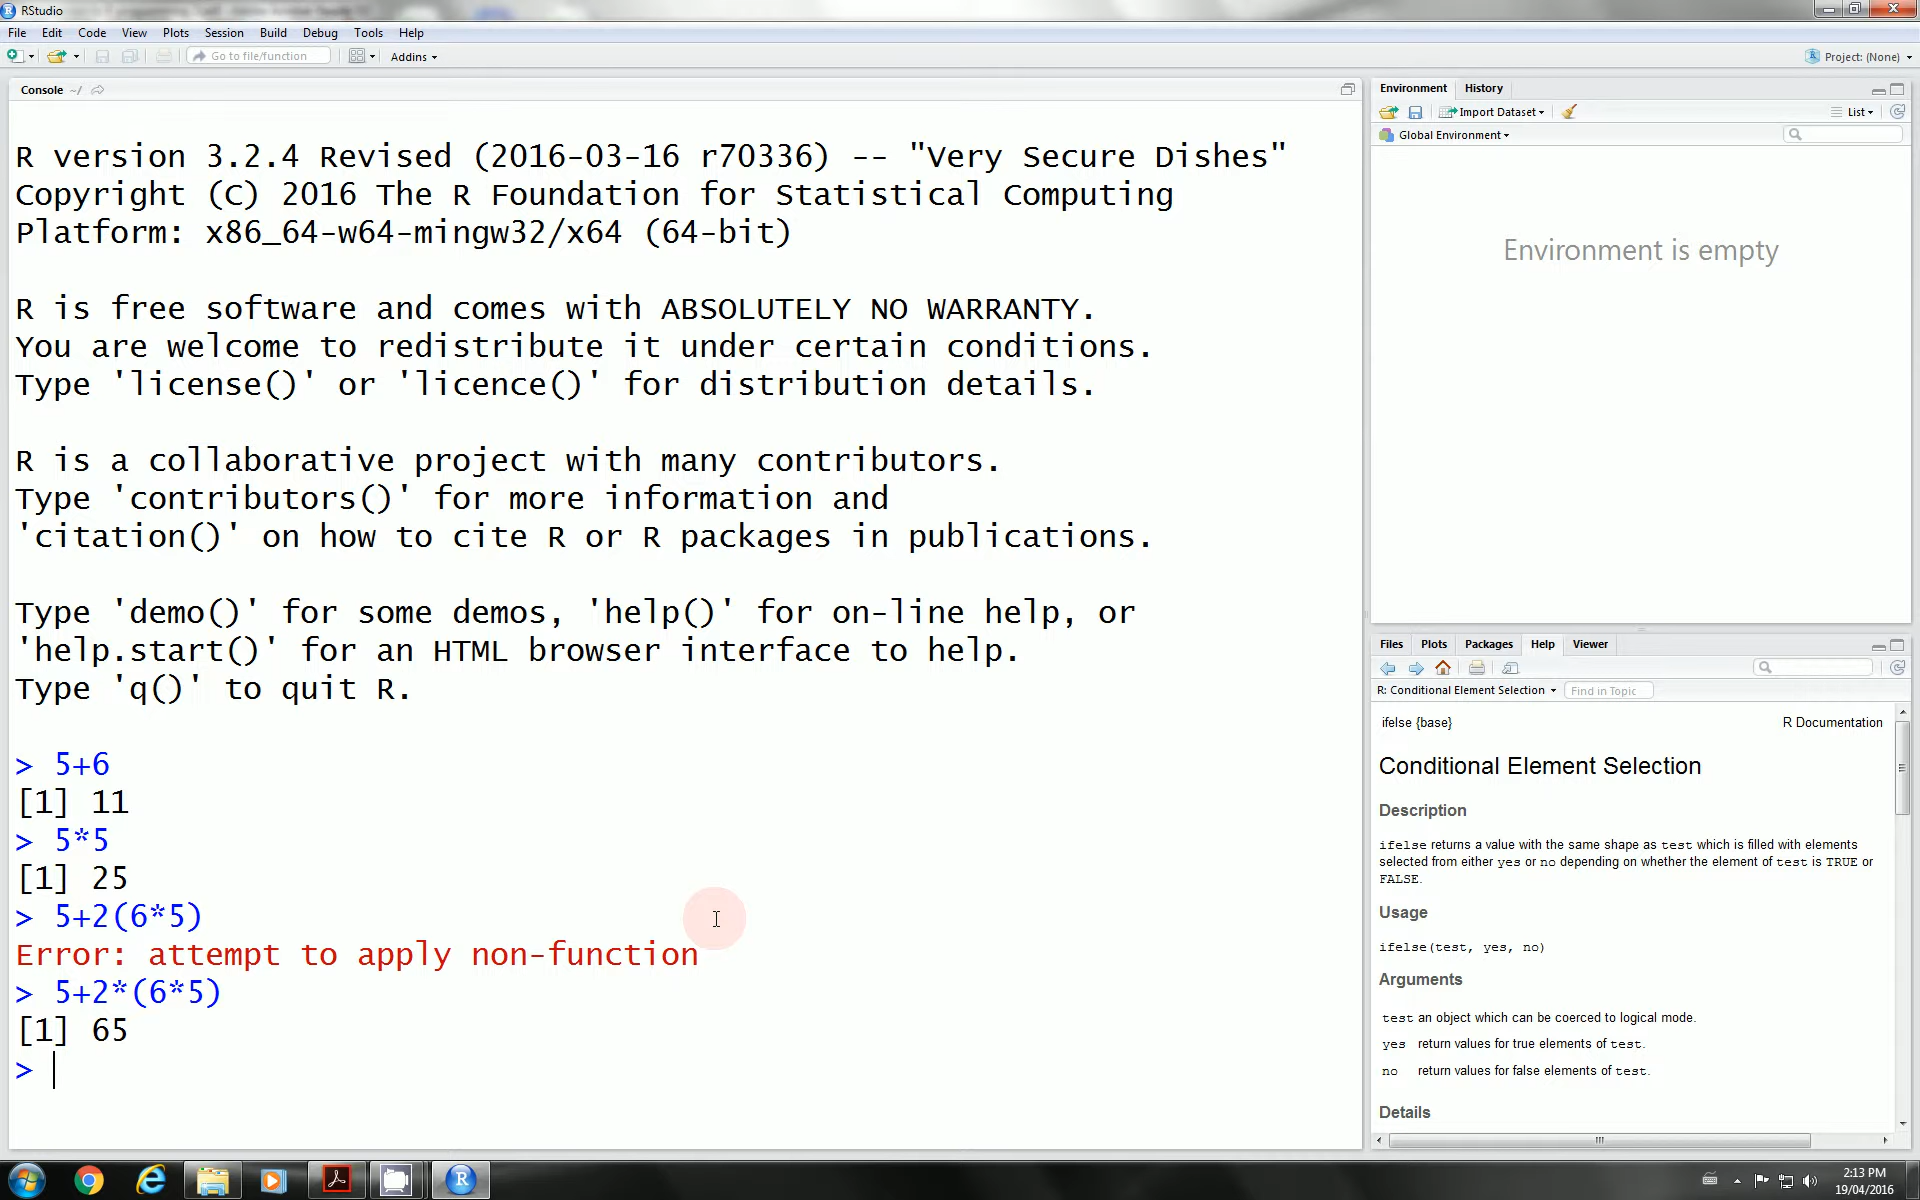 RStudio
File Edit Code View Plots Session Build Debug Tools Help
Go to file/function Addins Project: (None)
Console ~/
R version 3.2.4 Revised (2016-03-16 r70336) -- "Very Secure Dishes"
Copyright (C) 2016 The R Foundation for Statistical Computing
Platform: x86_64-w64-mingw32/x64 (64-bit)
R is free software and comes with ABSOLUTELY NO WARRANTY.
You are welcome to redistribute it under certain conditions.
Type 'license()' or 'licence()' for distribution details.
R is a collaborative project with many contributors.
Type 'contributors()' for more information and
'citation()' on how to cite R or R packages in publications.
Type 'demo()' for some demos, 'help()' for on-line help, or
'help.start()' for an HTML browser interface to help.
Type 'q()' to quit R.
> 5+6
[1] 11
> 5*5
[1] 25
> 5+2(6*5)
Error: attempt to apply non-function
> 5+2*(6*5)
[1] 65
>
Environment History
Import Dataset List
Global Environment
Environment is empty
Files Plots Packages Help Viewer
R: Conditional Element Selection Find in Topic
ifelse {base} R Documentation
Conditional Element Selection
Description
ifelse returns a value with the same shape as test which is filled with elements
selected from either yes or no depending on whether the element of test is TRUE or
FALSE.
Usage
ifelse(test, yes, no)
Arguments
test an object which can be coerced to logical mode.
yes return values for true elements of test.
no return values for false elements of test.
Details
2:13 PM
19/04/2016